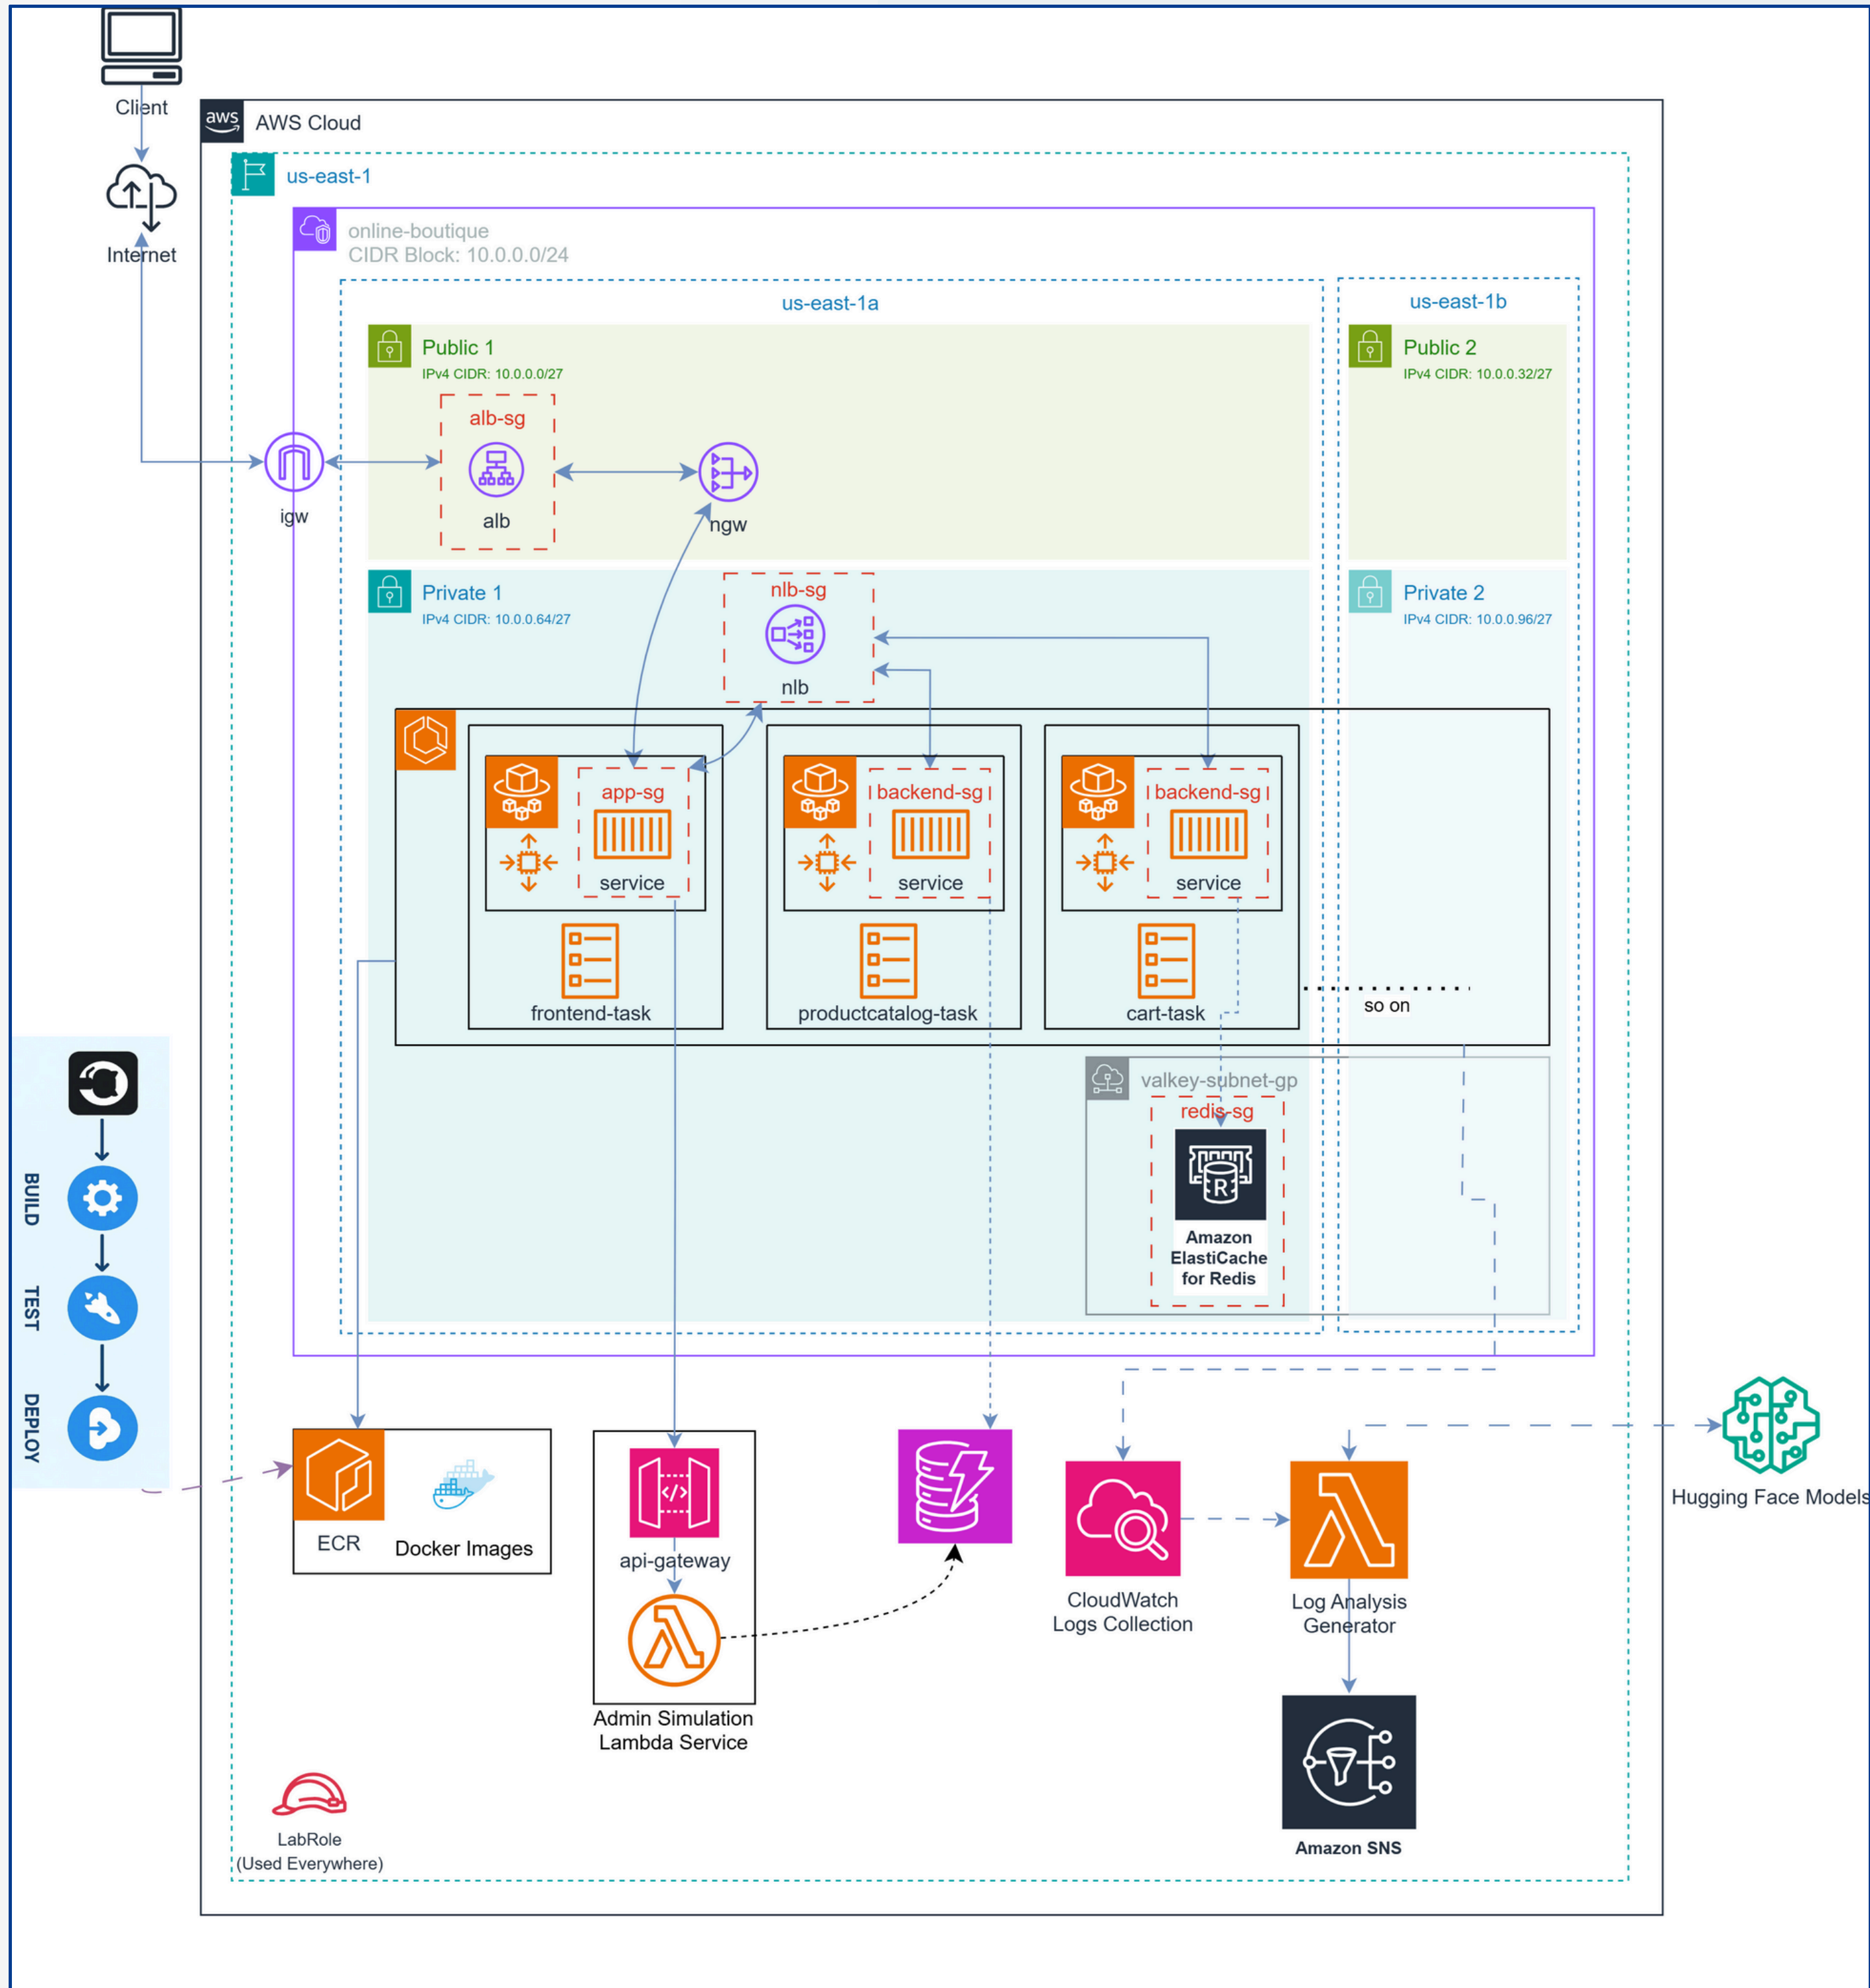 Client
Internet
aws
AWS Cloud
us-east-1
online-boutique
CIDR Block: 10.0.0.0/24
us-east-1a
us-east-1b
Public 1
IPv4 CIDR: 10.0.0.0/27
Public 2
IPv4 CIDR: 10.0.0.32/27
alb-sg
alb
igw
ngw
Private 1
IPv4 CIDR: 10.0.0.64/27
nlb-sg
nlb
Private 2
IPv4 CIDR: 10.0.0.96/27
app-sg
service
frontend-task
backend-sg
service
productcatalog-task
backend-sg
service
cart-task
so on
valkey-subnet-gp
redis-sg
R
Amazon
ElastiCache
for Redis
BUILD
TEST
DEPLOY
ECR
Docker Images
</>
api-gateway
Admin Simulation
Lambda Service
CloudWatch
Logs Collection
Log Analysis
Generator
Hugging Face Models
Amazon SNS
LabRole
(Used Everywhere)